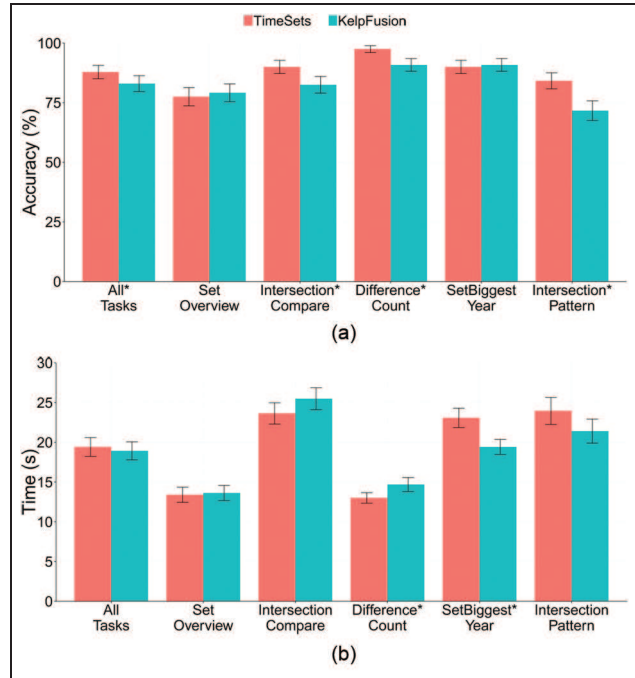 TimeSets KelpFusion
100
75
50
25
0
Accuracy (%)
All* Set Intersection* Difference* SetBiggest Intersection*
Tasks Overview Compare Count Year Pattern
(a)
30
25
20
15
10
5
0
Time (s)
All Set Intersection Difference* SetBiggest* Intersection
Tasks Overview Compare Count Year Pattern
(b)